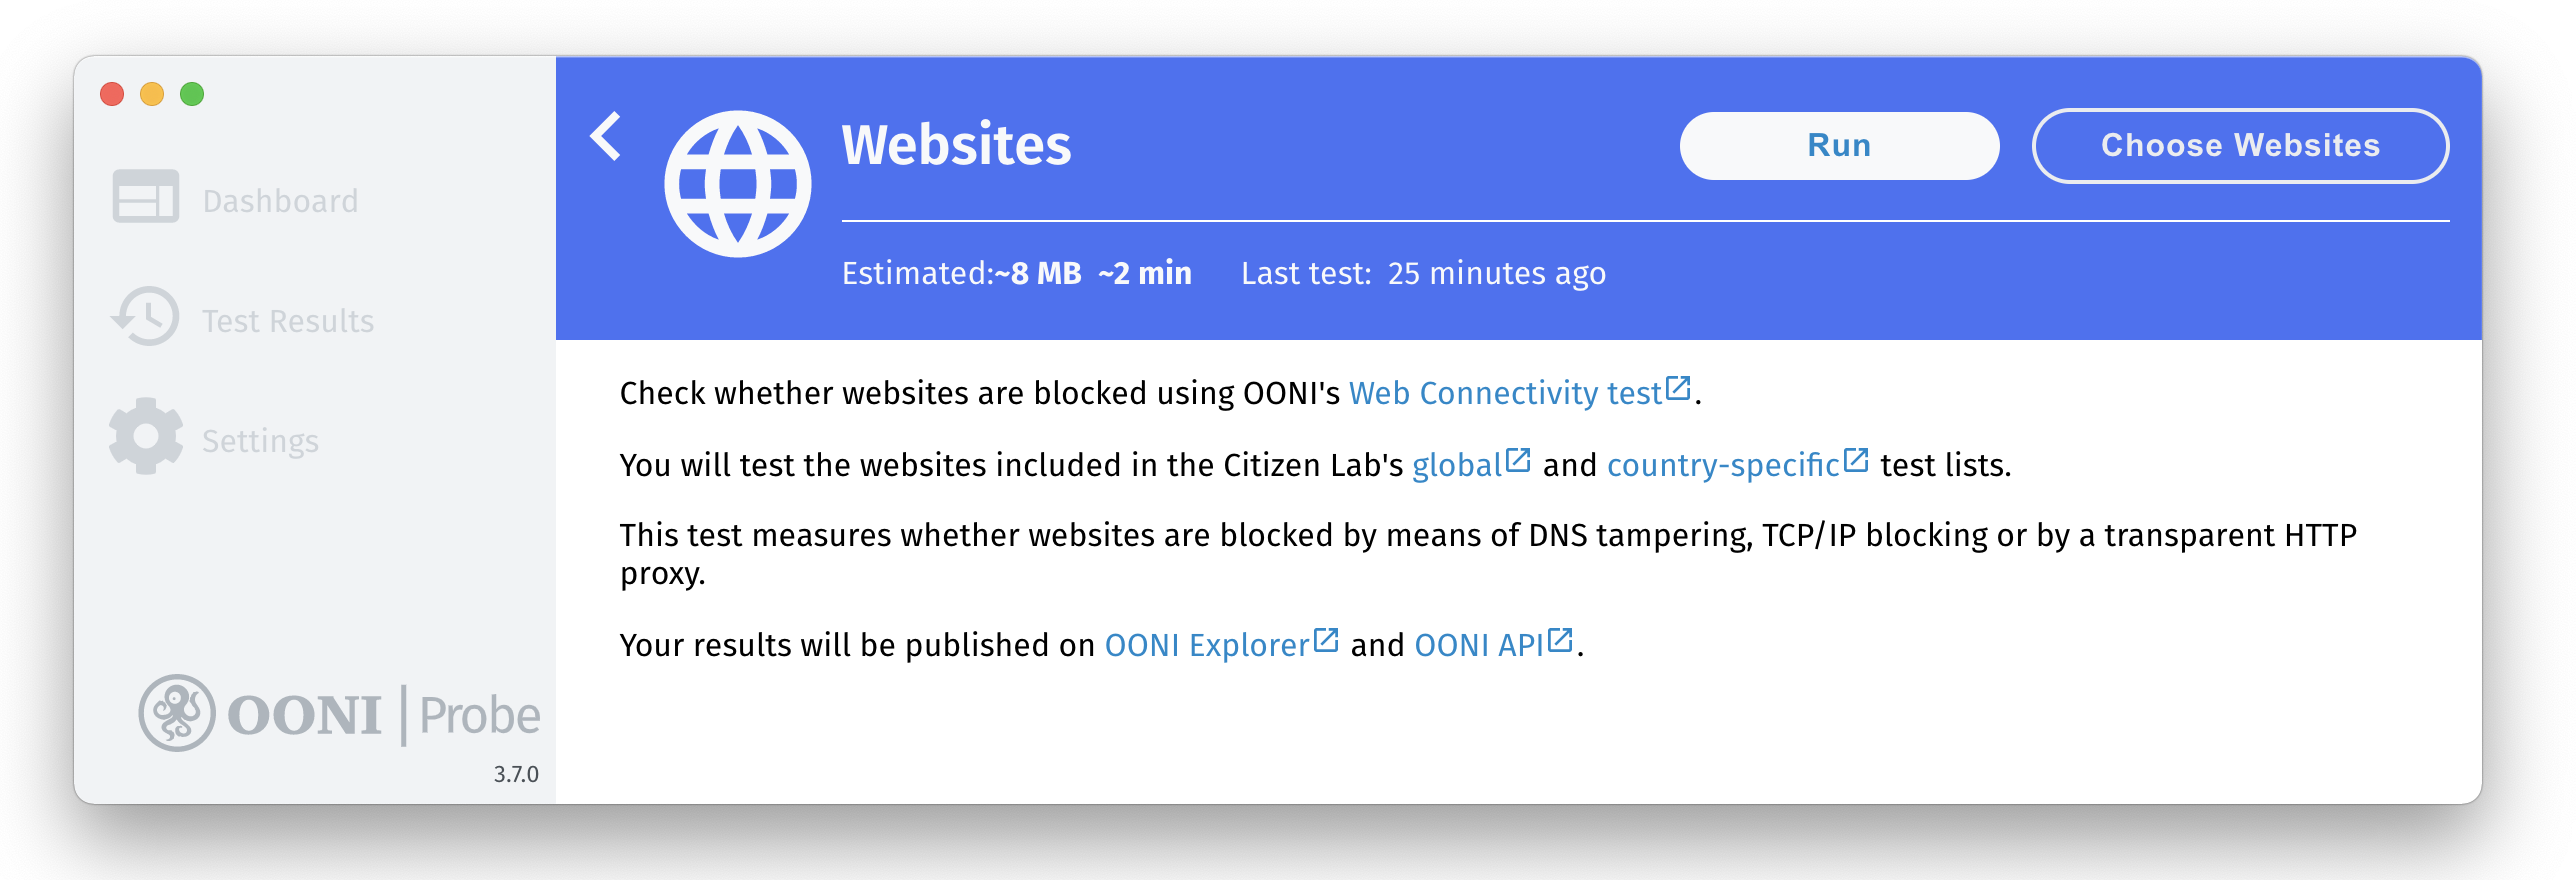 Dashboard
Test Results
Settings
OONI | Probe
3.7.0
Websites
Run
Choose Websites
Estimated:~8 MB ~2 min Last test: 25 minutes ago
Check whether websites are blocked using OONI's Web Connectivity test.
You will test the websites included in the Citizen Lab's global and country-specific test lists.
This test measures whether websites are blocked by means of DNS tampering, TCP/IP blocking or by a transparent HTTP
proxy.
Your results will be published on OONI Explorer and OONI API.